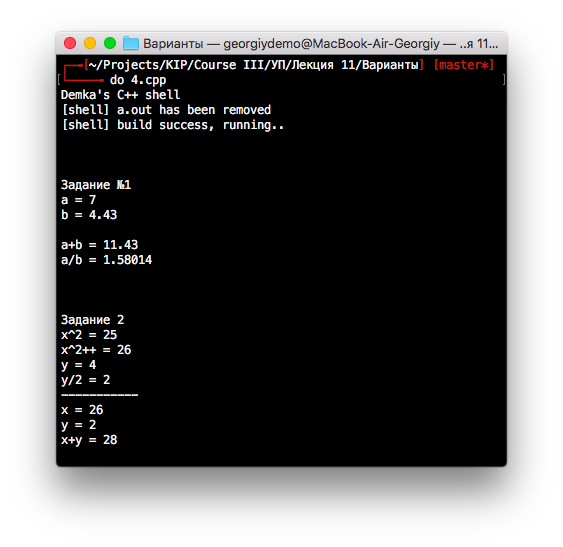 Варианты — georgiydemo@MacBook-Air-Georgiy — ..я 11...
[~/Projects/KIP/Course III/УП/Лекция 11/Варианты] [master*]
do 4.cpp
Demka's C++ shell
[shell] a.out has been removed
[shell] build success, running..
Задание №1
a = 7
b = 4.43
a+b = 11.43
a/b = 1.58014
Задание 2
x^2 = 25
x^2++ = 26
y = 4
y/2 = 2
-----------
x = 26
y = 2
x+y = 28